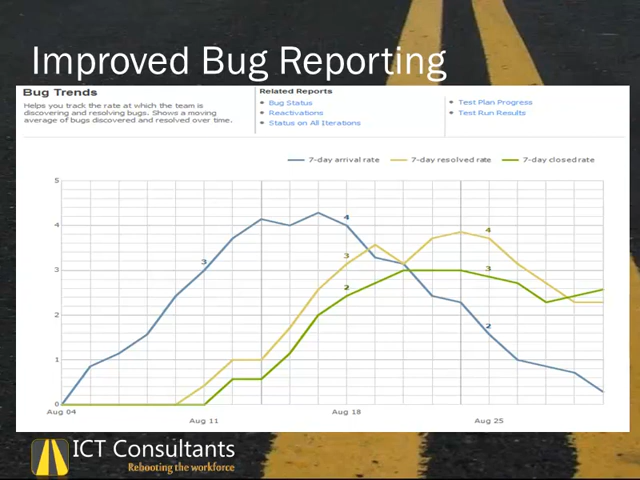 Improved Bug Reporting
Bug Trends
Helps you track the rate at which the team is
discovering and resolving bugs. Shows a moving
average of bugs discovered and resolved over time.
Related Reports
• Bug Status
• Reactivations
• Status on All Iterations
• Test Plan Progress
• Test Run Results
7-day arrival rate 7-day resolved rate 7-day closed rate
5
4
3
2
1
0
4
3
2
3
4
3
2
Aug 04
Aug 11
Aug 18
Aug 25
ICT Consultants
Rebooting the workforce